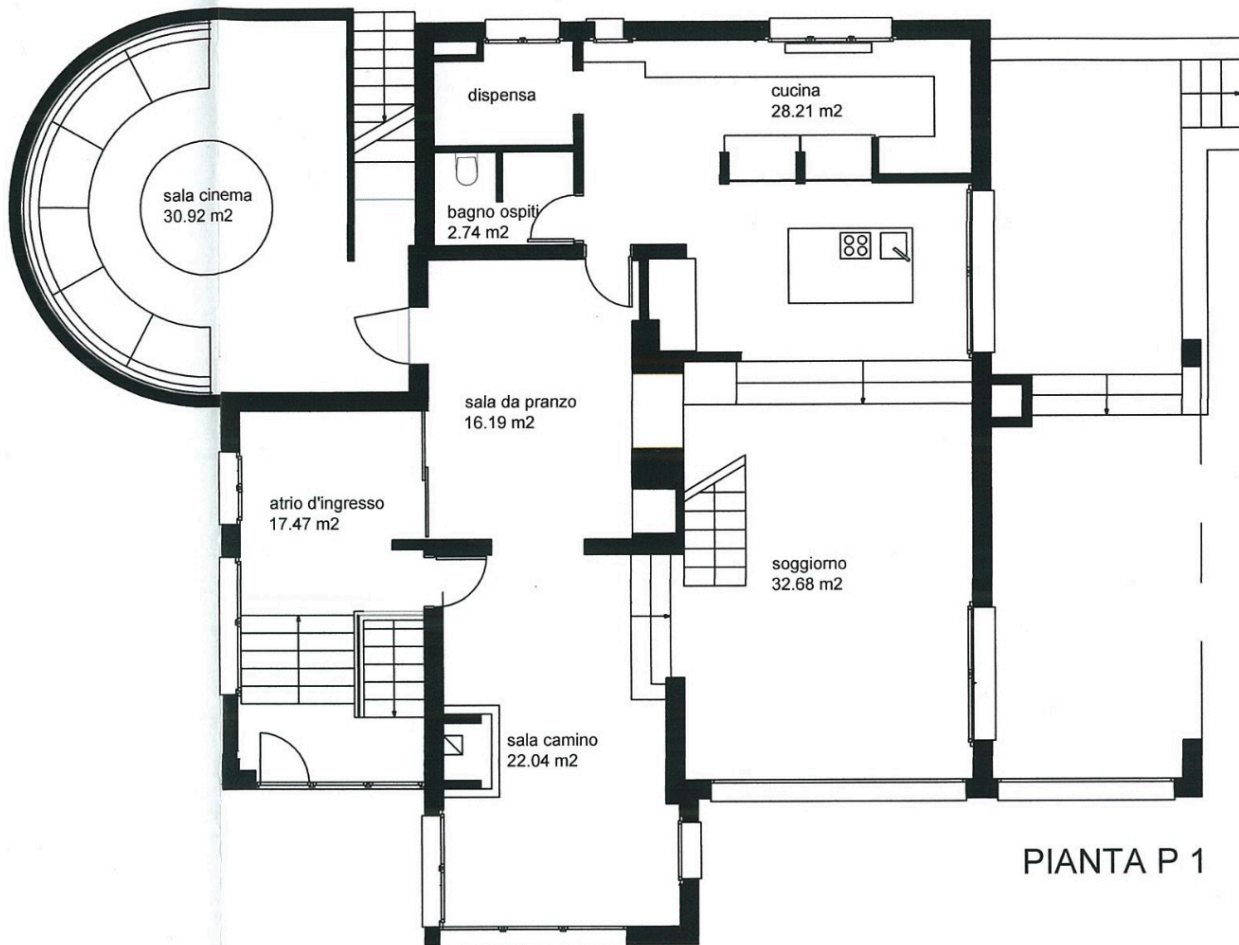 dispensa
cucina
28.21 m2
sala cinema
30.92 m2
bagno ospiti
2.74 m2
sala da pranzo
16.19 m2
atrio d'ingresso
17.47 m2
soggiorno
32.68 m2
sala camino
22.04 m2
PIANTA P 1